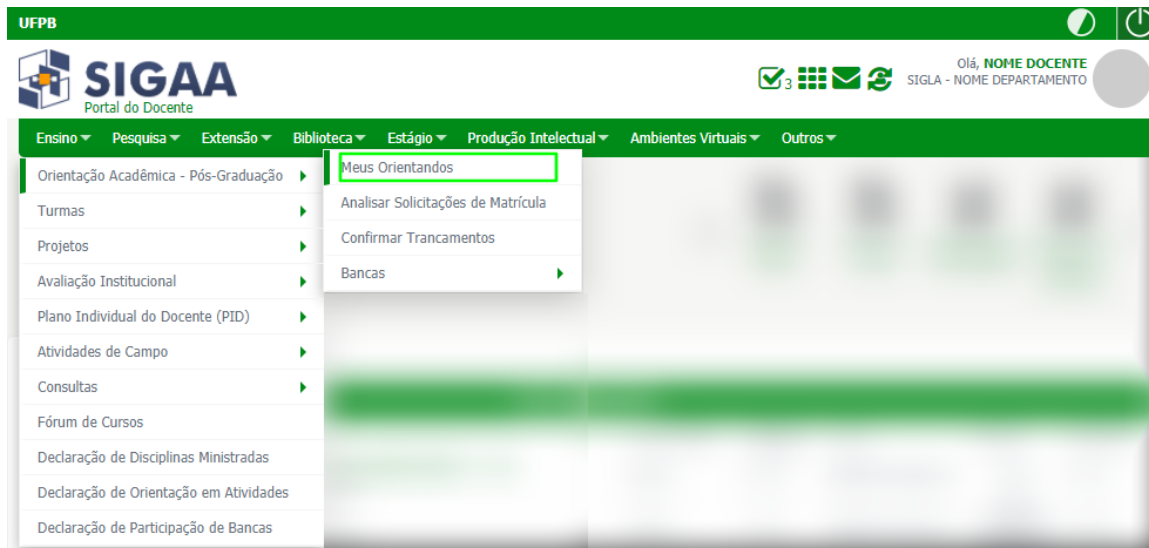 UFPB
SIGAA
Portal do Docente
3
Olá, NOME DOCENTE
SIGLA - NOME DEPARTAMENTO
Ensino Pesquisa Extensão Biblioteca Estágio Produção Intelectual Ambientes Virtuais Outros
Orientação Acadêmica - Pós-Graduação
Turmas
Projetos
Avaliação Institucional
Plano Individual do Docente (PID)
Atividades de Campo
Consultas
Fórum de Cursos
Declaração de Disciplinas Ministradas
Declaração de Orientação em Atividades
Declaração de Participação de Bancas
Meus Orientandos
Analisar Solicitações de Matrícula
Confirmar Trancamentos
Bancas